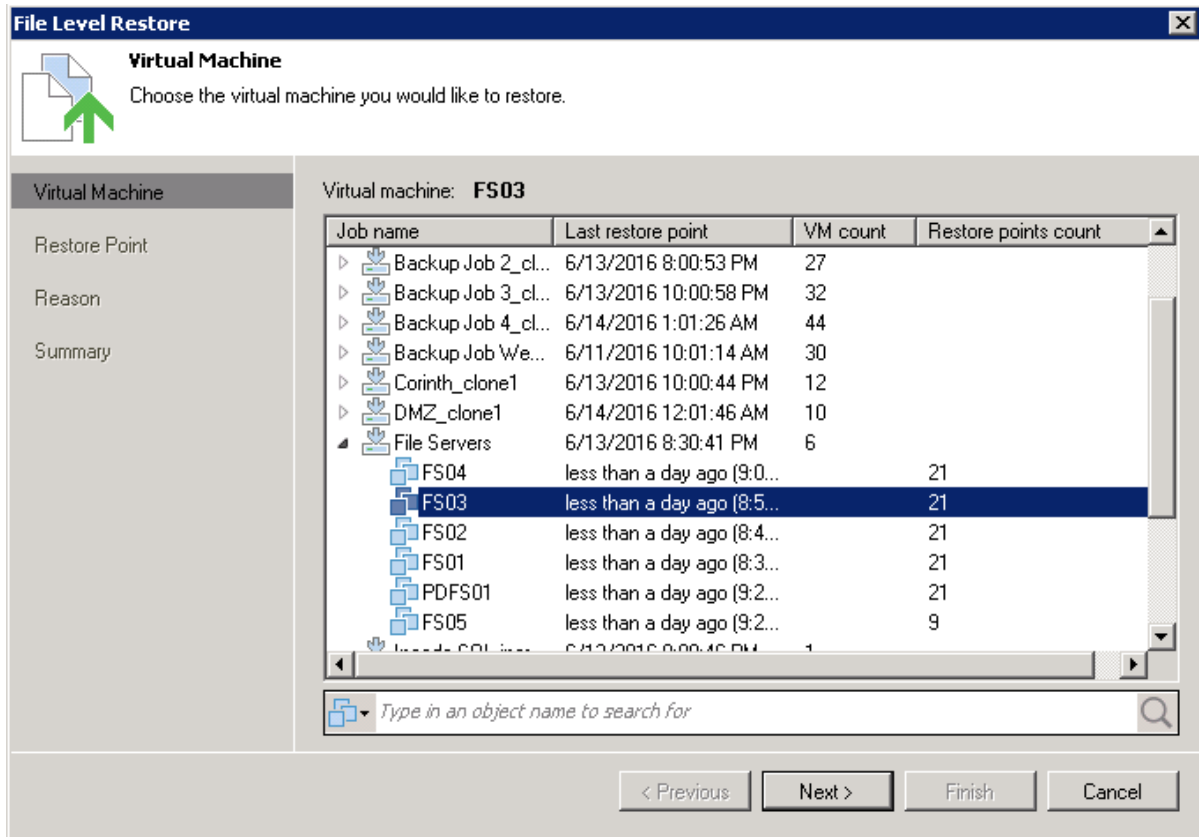 File Level Restore
Virtual Machine
Choose the virtual machine you would like to restore.
Virtual Machine
Restore Point
Reason
Summary
Virtual machine: FS03
Job name Last restore point VM count Restore points count
Backup Job 2_cl... 6/13/2016 8:00:53 PM 27
Backup Job 3_cl... 6/13/2016 10:00:58 PM 32
Backup Job 4_cl... 6/14/2016 1:01:26 AM 44
Backup Job We... 6/11/2016 10:01:14 AM 30
Corinth_clone1 6/13/2016 10:00:44 PM 12
DMZ_clone1 6/14/2016 12:01:46 AM 10
File Servers 6/13/2016 8:30:41 PM 6
FS04 less than a day ago (9:0... 21
FS03 less than a day ago (8:5... 21
FS02 less than a day ago (8:4... 21
FS01 less than a day ago (8:3... 21
PDFS01 less than a day ago (9:2... 21
FS05 less than a day ago (9:2... 9
Type in an object name to search for
< Previous Next > Finish Cancel